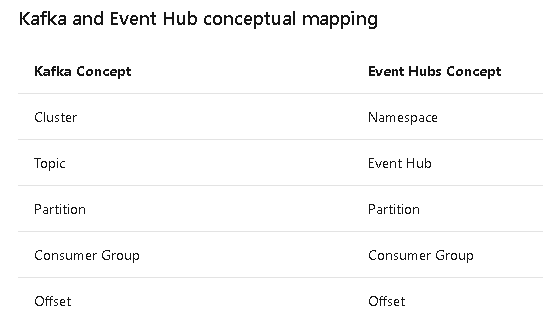 Kafka and Event Hub conceptual mapping
Kafka Concept Event Hubs Concept
Cluster Namespace
Topic Event Hub
Partition Partition
Consumer Group Consumer Group
Offset Offset